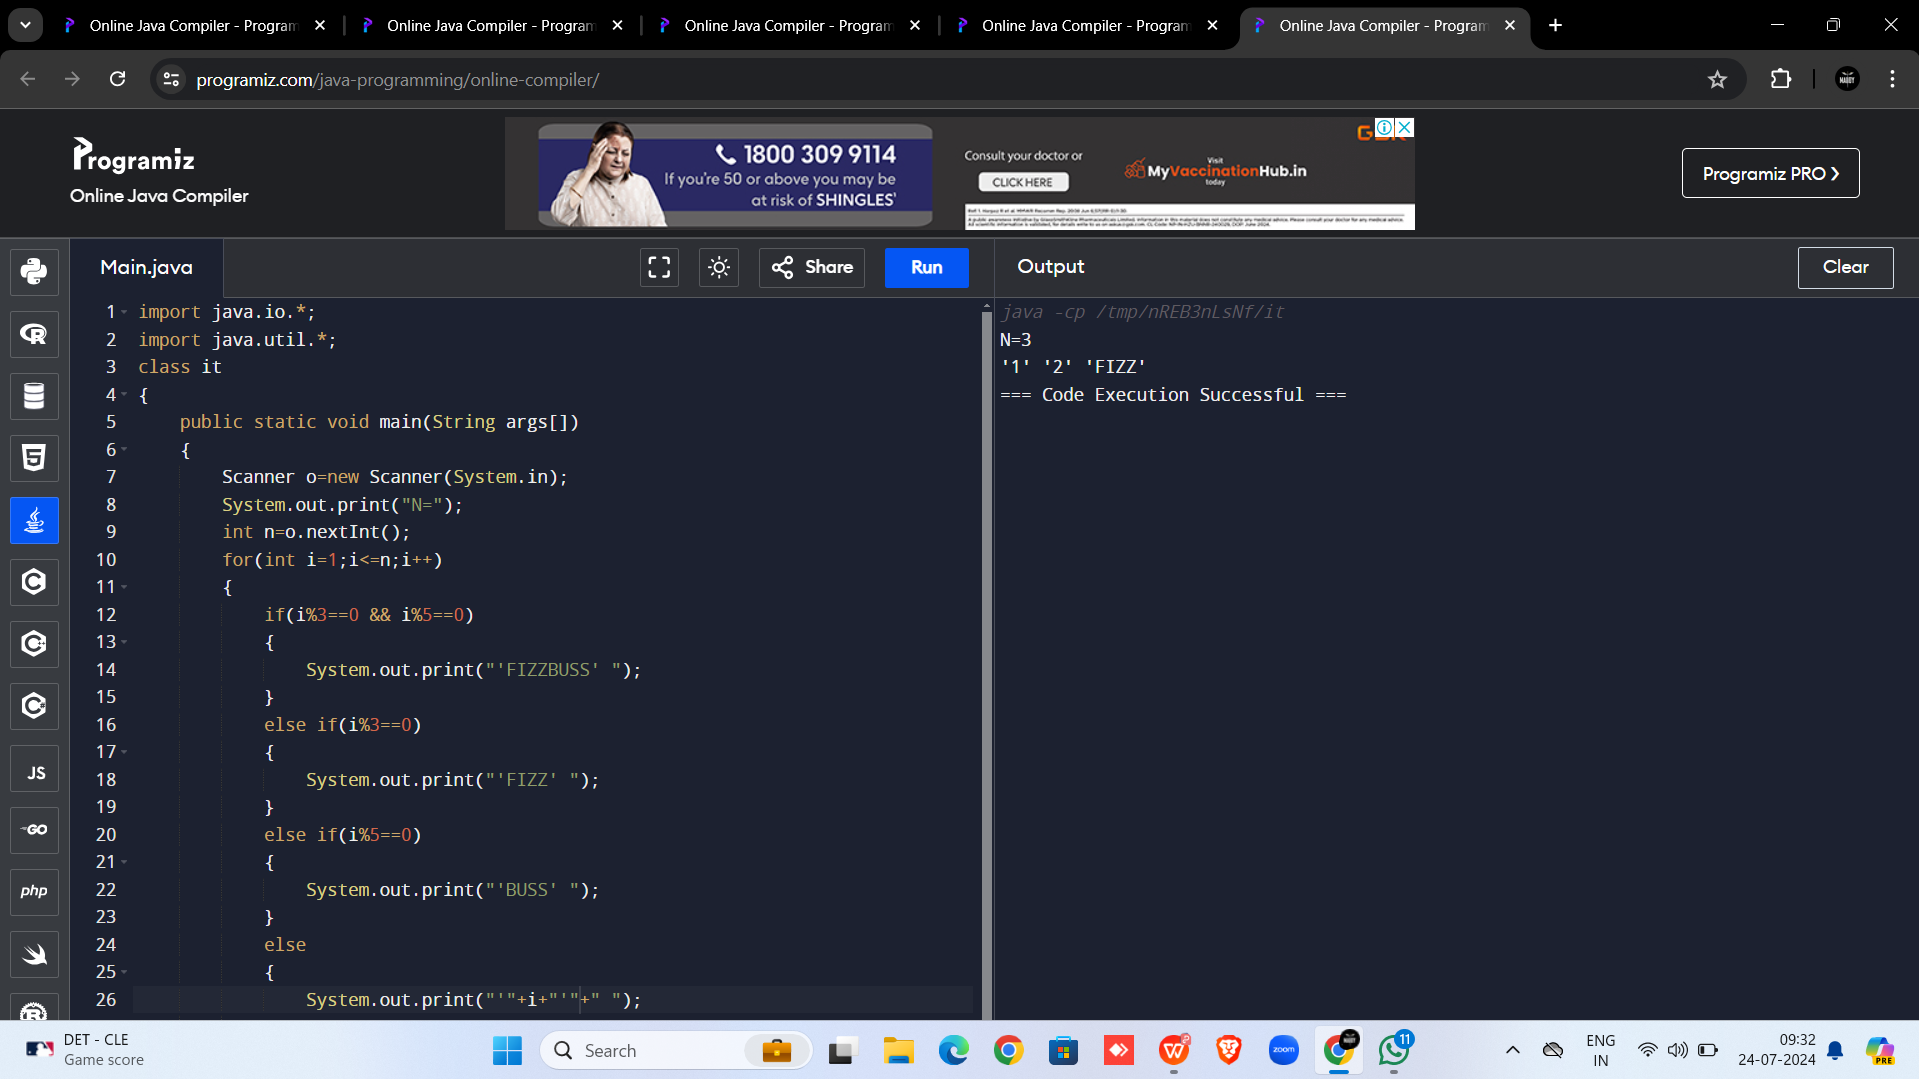 Online Java Compiler - Program
Online Java Compiler - Program
Online Java Compiler - Program
Online Java Compiler - Program
Online Java Compiler - Program
programiz.com/java-programming/online-compiler/
Programiz
Online Java Compiler
1800 309 9114
If you're 50 or above you may be
at risk of SHINGLES*
Consult your doctor or
CLICK HERE
Visit
MyVaccinationHub.in
today
Programiz PRO
Main.java
Share
Run
Output
Clear
1 import java.io.*;
2 import java.util.*;
3 class it
4 {
5 public static void main(String args[])
6 {
7 Scanner o=new Scanner(System.in);
8 System.out.print("N=");
9 int n=o.nextInt();
10 for(int i=1;i<=n;i++)
11 {
12 if(i%3==0 && i%5==0)
13 {
14 System.out.print("'FIZZBUSS' ");
15 }
16 else if(i%3==0)
17 {
18 System.out.print("'FIZZ' ");
19 }
20 else if(i%5==0)
21 {
22 System.out.print("'BUSS' ");
23 }
24 else
25 {
26 System.out.print("'"+i+"'"+" ");
java -cp /tmp/nREB3nLsNf/it
N=3
'1' '2' 'FIZZ'
=== Code Execution Successful ===
JS
GO
php
DET - CLE
Game score
Search
zoom
11
ENG
IN
09:32
24-07-2024
PRE